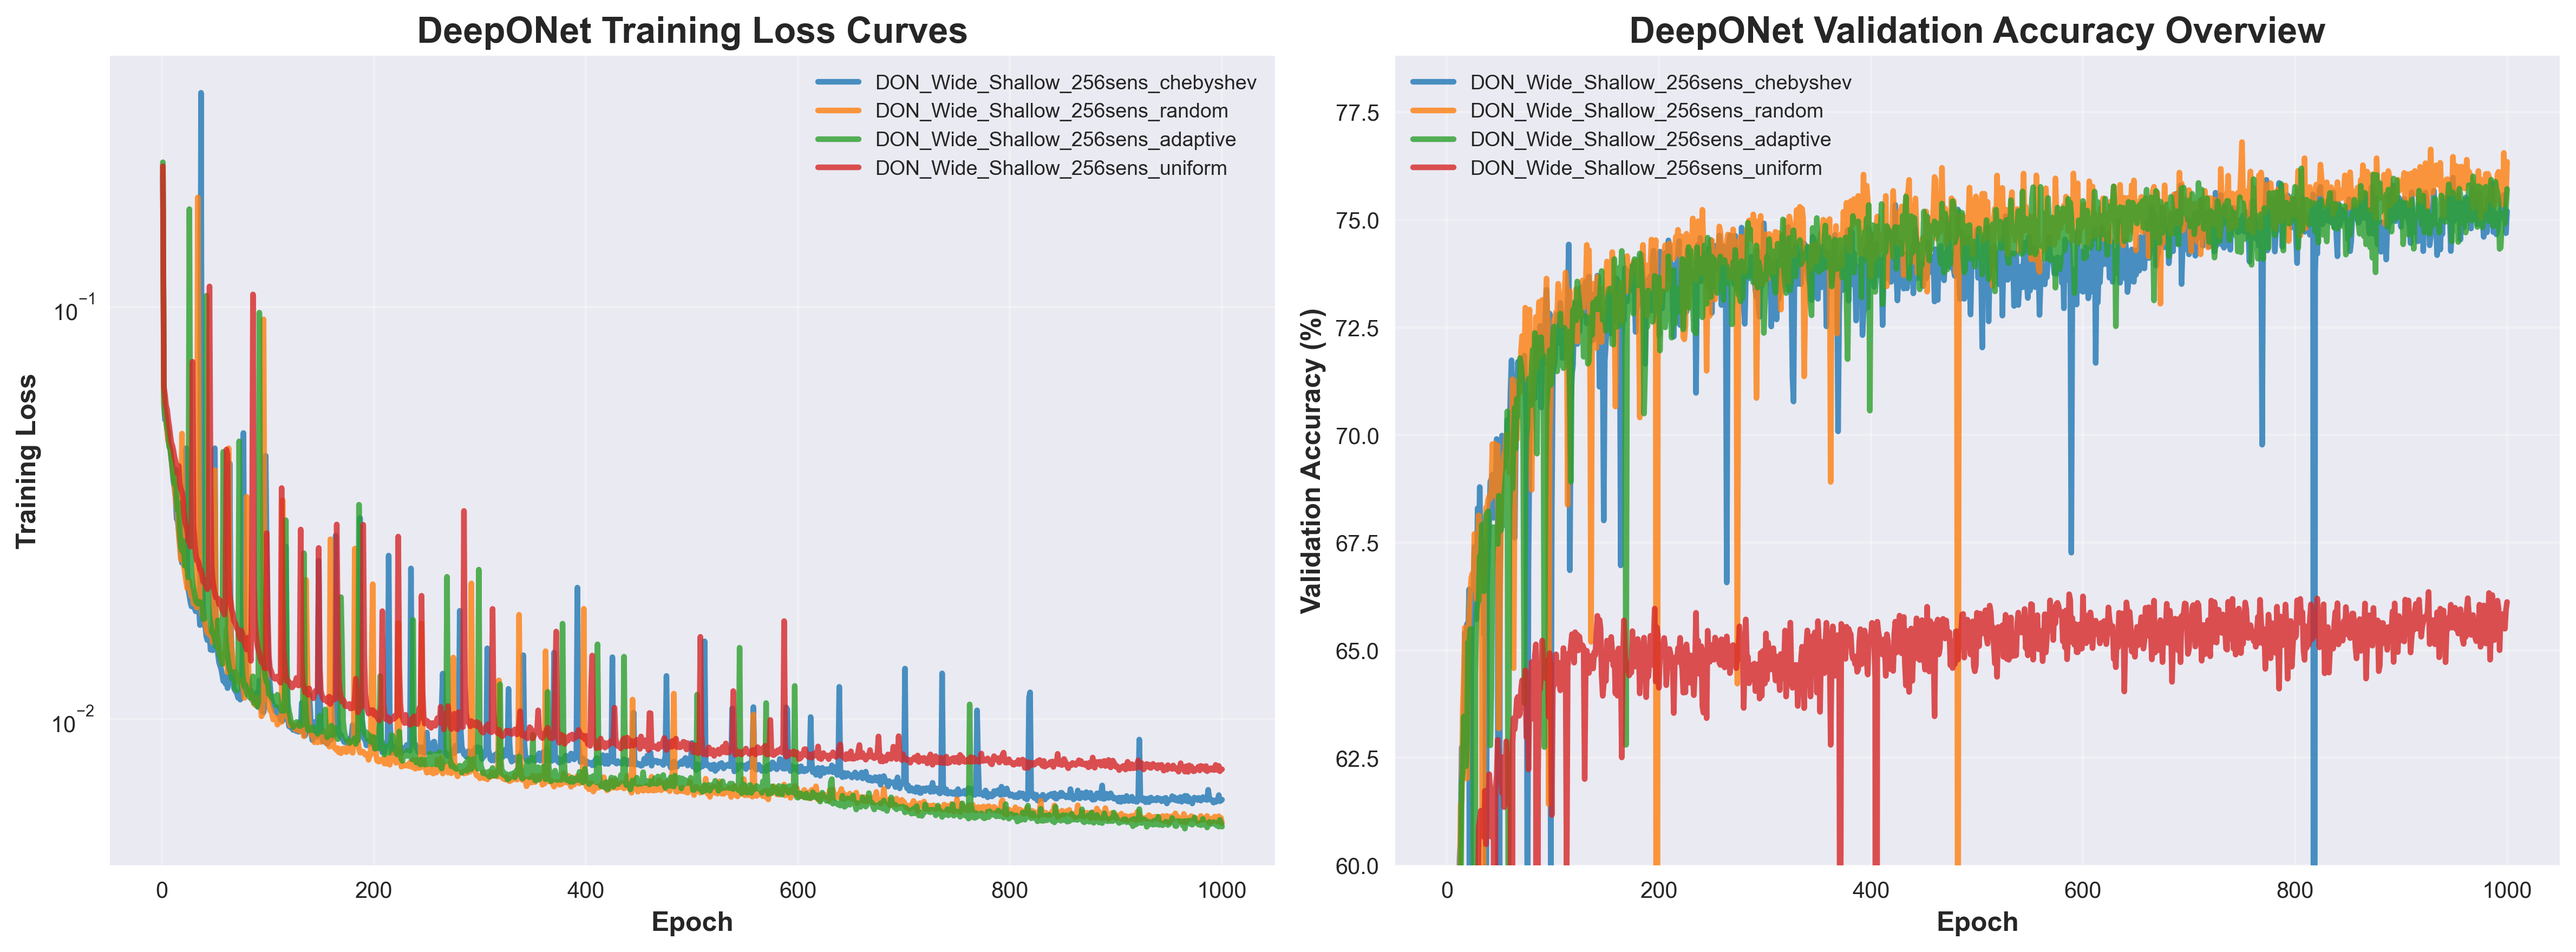 DeepONet Training Loss Curves
DON_Wide_Shallow_256sens_chebyshev
DON_Wide_Shallow_256sens_random
DON_Wide_Shallow_256sens_adaptive
DON_Wide_Shallow_256sens_uniform
Training Loss
10⁻¹
10⁻²
0 200 400 600 800 1000
Epoch
DeepONet Validation Accuracy Overview
DON_Wide_Shallow_256sens_chebyshev
DON_Wide_Shallow_256sens_random
DON_Wide_Shallow_256sens_adaptive
DON_Wide_Shallow_256sens_uniform
Validation Accuracy (%)
77.5
75.0
72.5
70.0
67.5
65.0
62.5
60.0
0 200 400 600 800 1000
Epoch